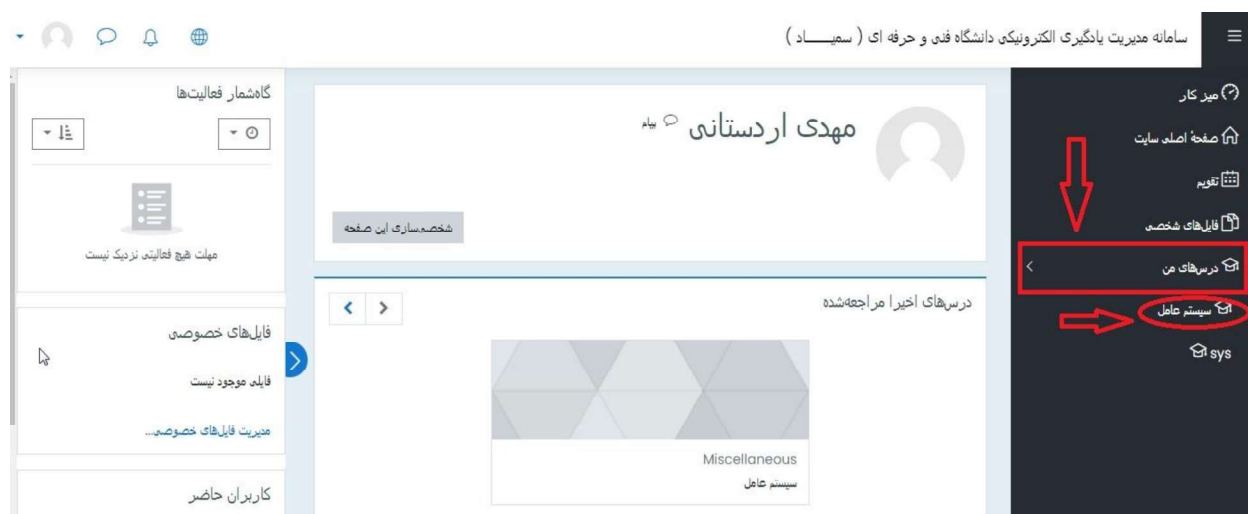 سامانه مدیریت یادگیری الکترونیکی دانشگاه فنی و حرفه ای ( سمیـــــاد )
میز کار
صفحهٔ اصلی سایت
تقویم
فایل‌های شخصی
درس‌های من
سیستم عامل
sys
مهدی اردستانی
پیام
شخصی‌سازی این صفحه
درس‌های اخیرا مراجعه‌شده
Miscellaneous
سیستم عامل
گاه‌شمار فعالیت‌ها
مهلت هیچ فعالیتی نزدیک نیست
فایل‌های خصوصی
فایلی موجود نیست
مدیریت فایل‌های خصوصی...
کاربران حاضر